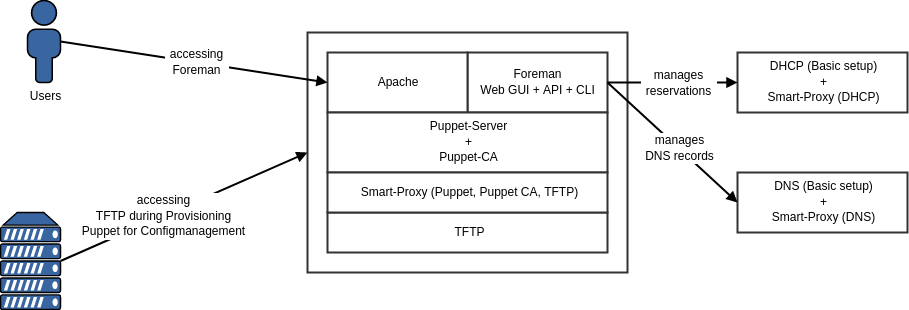 Users
accessing
Foreman
accessing
TFTP during Provisioning
Puppet for Configmanagement
Apache
Foreman
Web GUI + API + CLI
Puppet-Server
+
Puppet-CA
Smart-Proxy (Puppet, Puppet CA, TFTP)
TFTP
manages
reservations
manages
DNS records
DHCP (Basic setup)
+
Smart-Proxy (DHCP)
DNS (Basic setup)
+
Smart-Proxy (DNS)